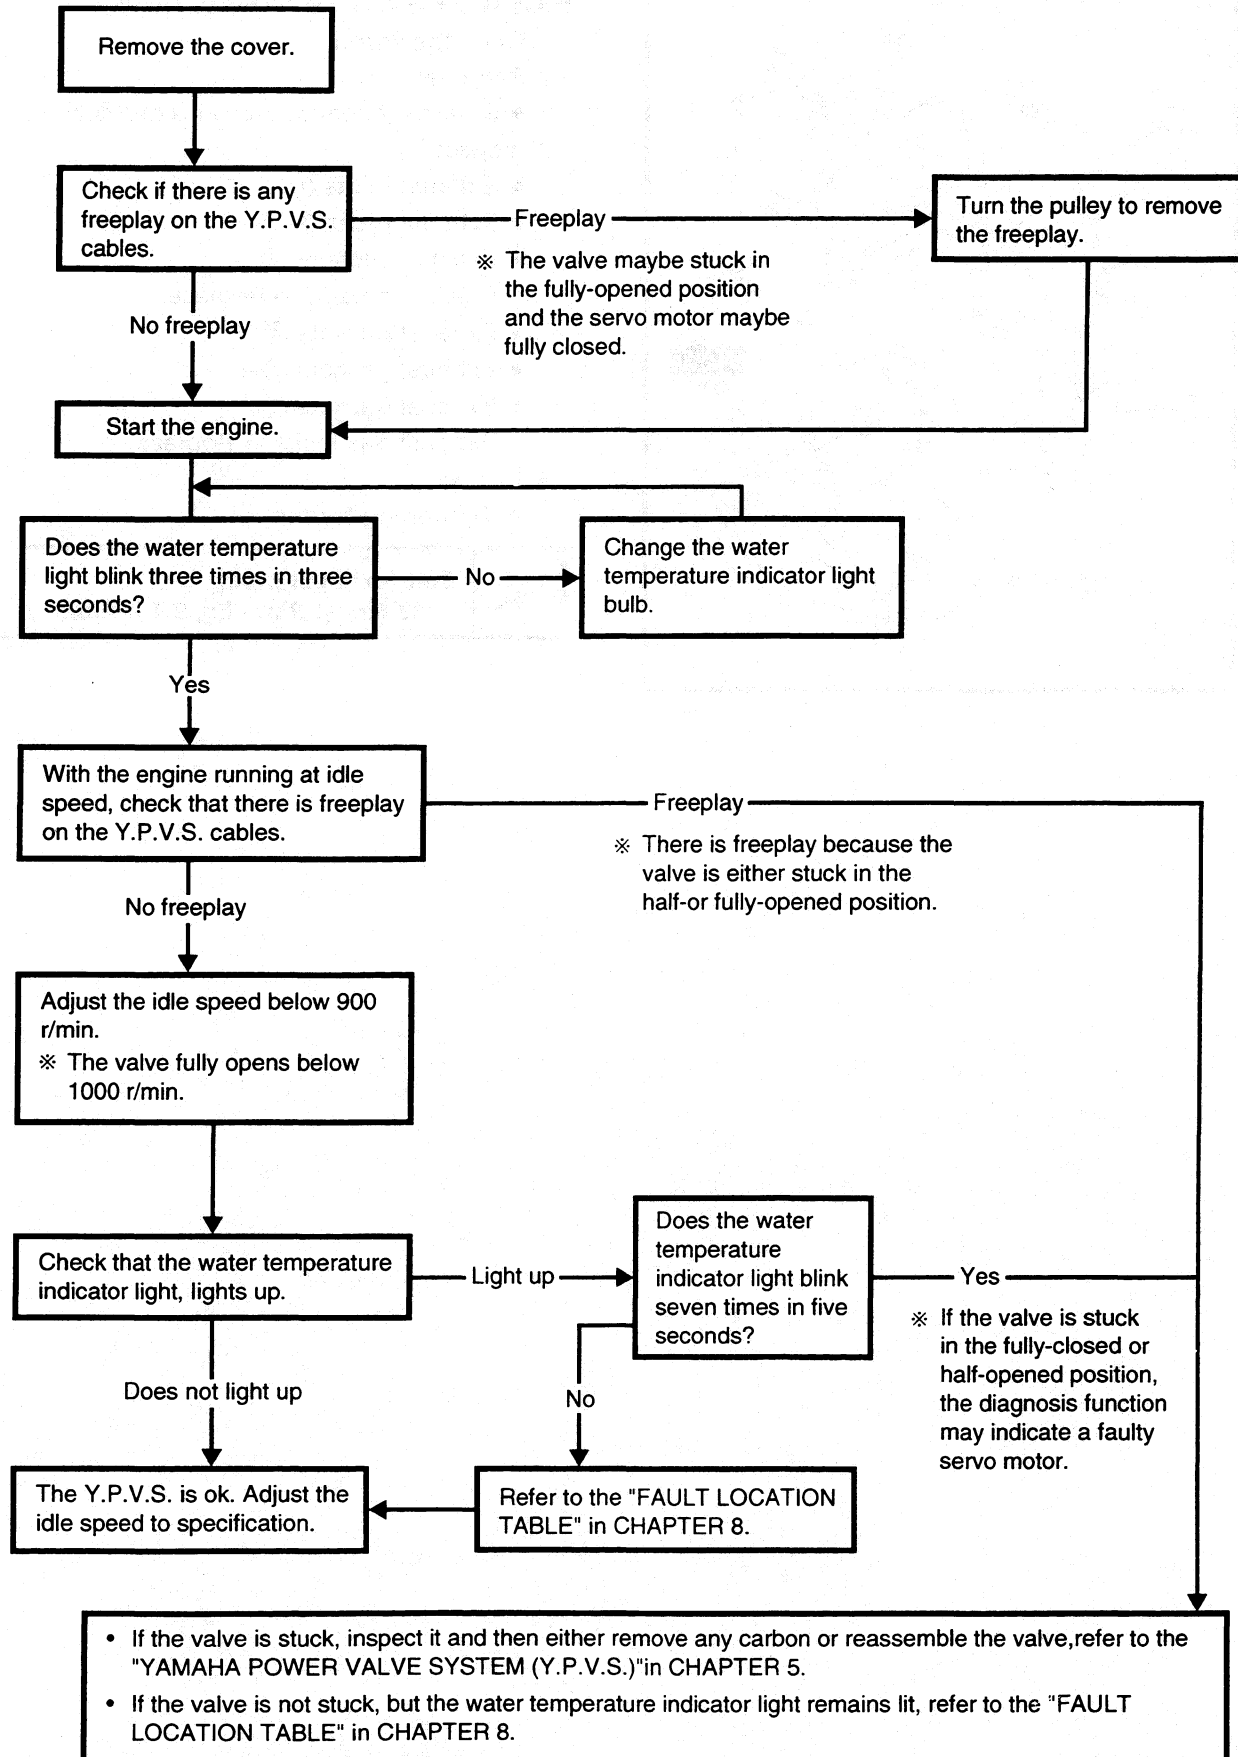 Remove the cover.
Check if there is any
freeplay on the Y.P.V.S.
cables.
Freeplay
Turn the pulley to remove
the freeplay.
※ The valve maybe stuck in
the fully-opened position
and the servo motor maybe
fully closed.
No freeplay
Start the engine.
Does the water temperature
light blink three times in three
seconds?
No
Change the water
temperature indicator light
bulb.
Yes
With the engine running at idle
speed, check that there is freeplay
on the Y.P.V.S. cables.
Freeplay
※ There is freeplay because the
valve is either stuck in the
half-or fully-opened position.
No freeplay
Adjust the idle speed below 900
r/min.
※ The valve fully opens below
1000 r/min.
Check that the water temperature
indicator light, lights up.
Light up
Does the water
temperature
indicator light blink
seven times in five
seconds?
Yes
※ If the valve is stuck
in the fully-closed or
half-opened position,
the diagnosis function
may indicate a faulty
servo motor.
Does not light up
No
The Y.P.V.S. is ok. Adjust the
idle speed to specification.
Refer to the "FAULT LOCATION
TABLE" in CHAPTER 8.
• If the valve is stuck, inspect it and then either remove any carbon or reassemble the valve,refer to the
"YAMAHA POWER VALVE SYSTEM (Y.P.V.S.)"in CHAPTER 5.
• If the valve is not stuck, but the water temperature indicator light remains lit, refer to the "FAULT
LOCATION TABLE" in CHAPTER 8.